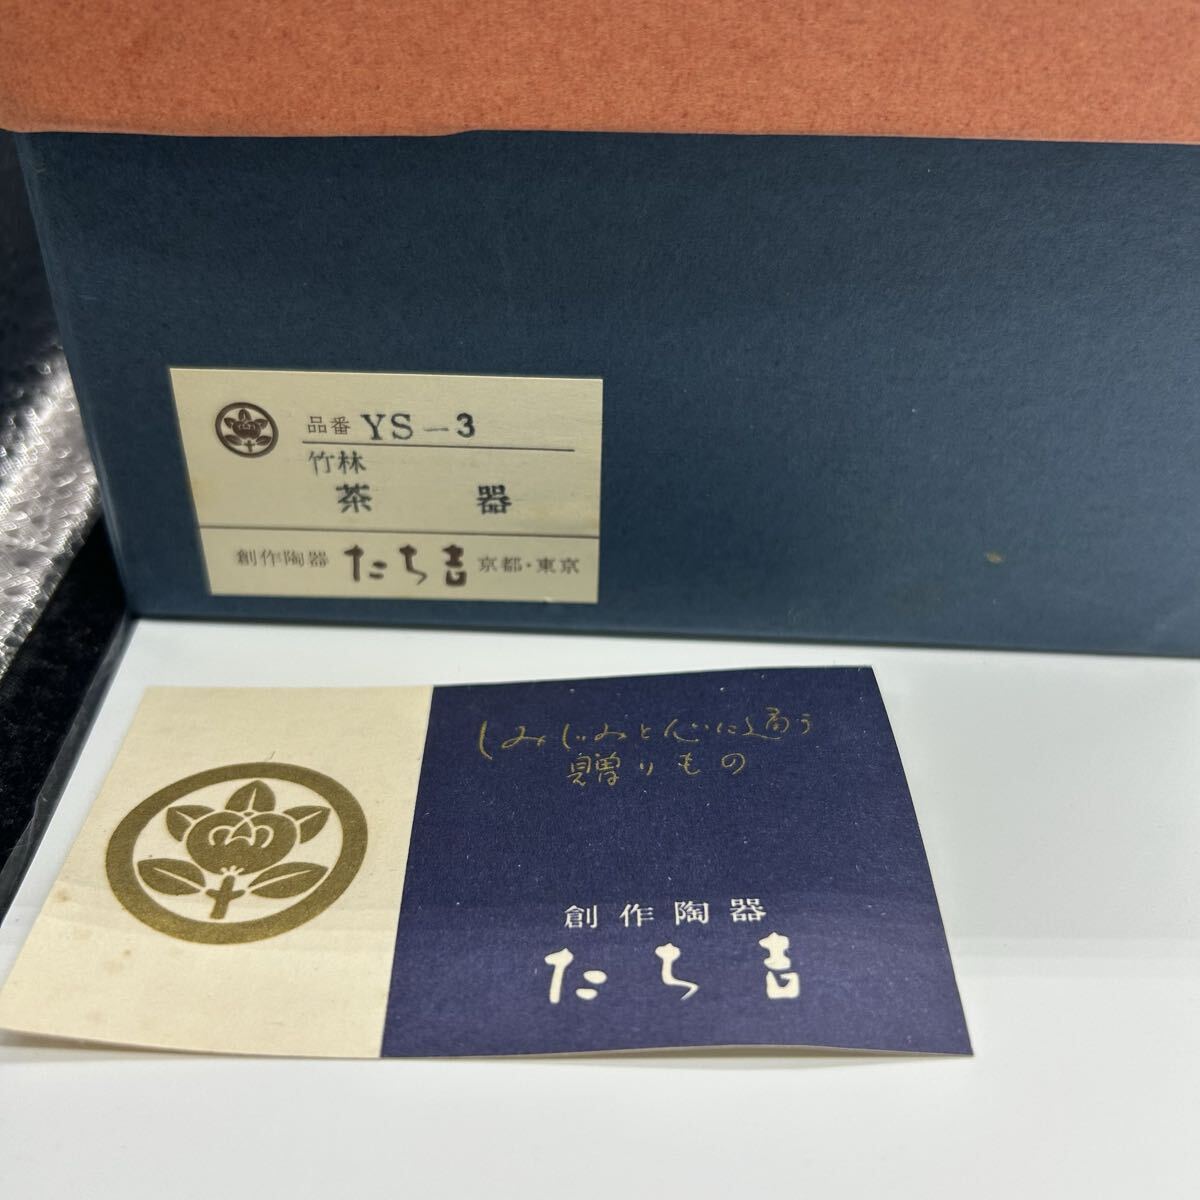 品番 YS-3
竹林
茶器
創作陶器 たち吉 京都・東京
しみじみと心に通う
贈りもの
創作陶器
たち吉